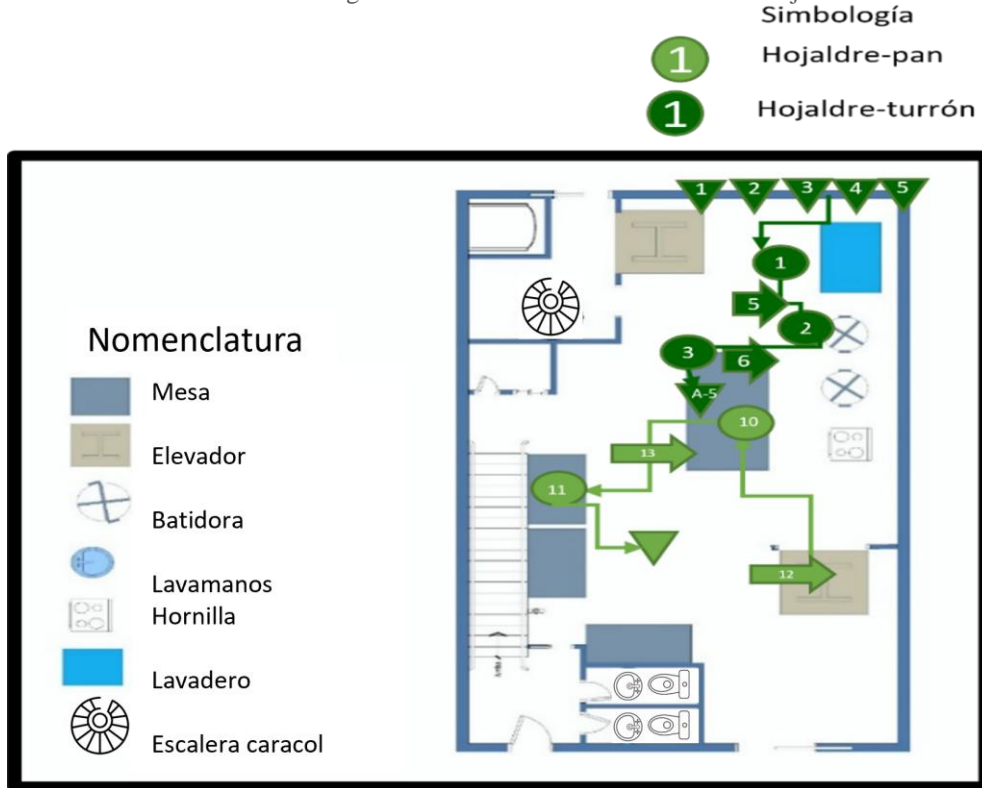 Simbología
1 Hojaldre-pan
1 Hojaldre-turrón
1 2 3 4 5
1
5
2
3 6
A-5
10
13
11
12
Nomenclatura
Mesa
Elevador
Batidora
Lavamanos
Hornilla
Lavadero
Escalera caracol